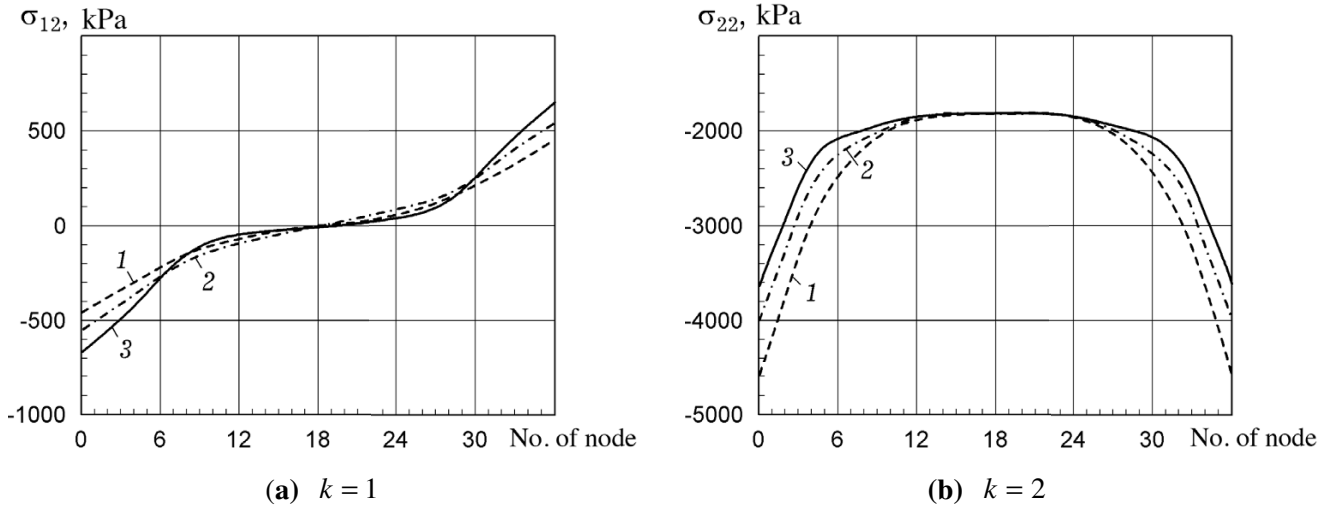 σ12, kPa
500
0
-500
-1000
1
2
3
0 6 12 18 24 30 No. of node
(a) k = 1
σ22, kPa
-2000
-3000
-4000
-5000
3
2
1
0 6 12 18 24 30 No. of node
(b) k = 2